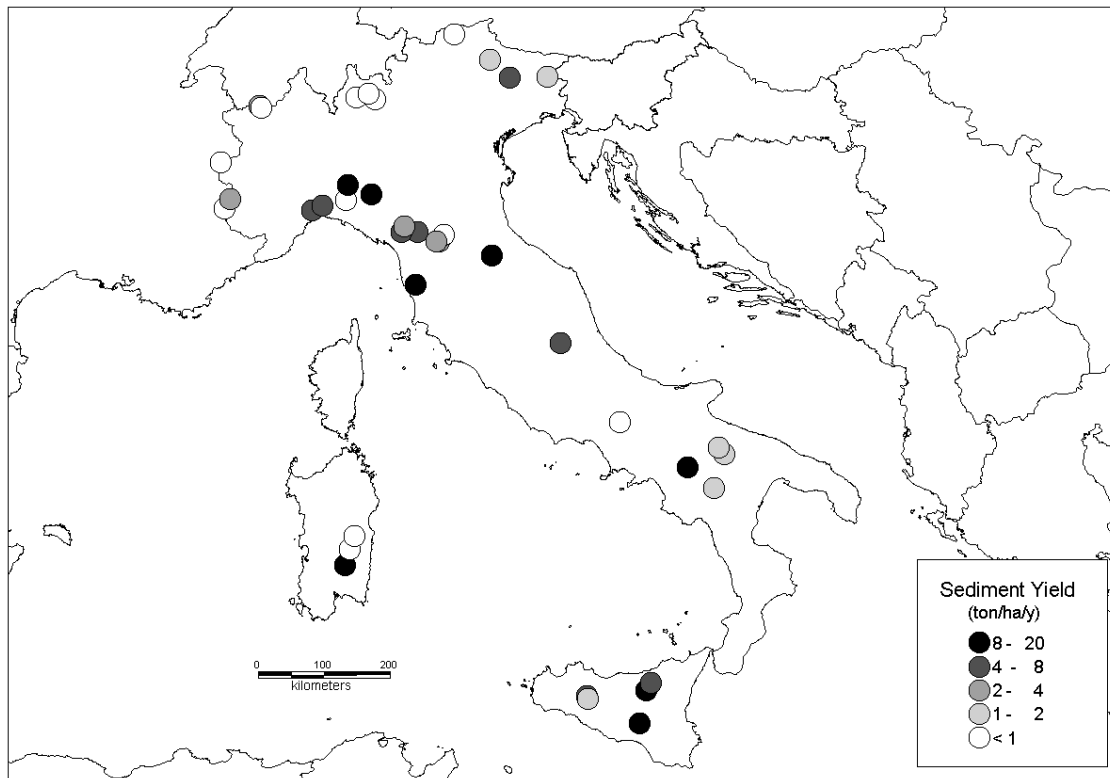 Sediment Yield
(ton/ha/y)
8 - 20
4 - 8
2 - 4
1 - 2
< 1
0 100 200
kilometers